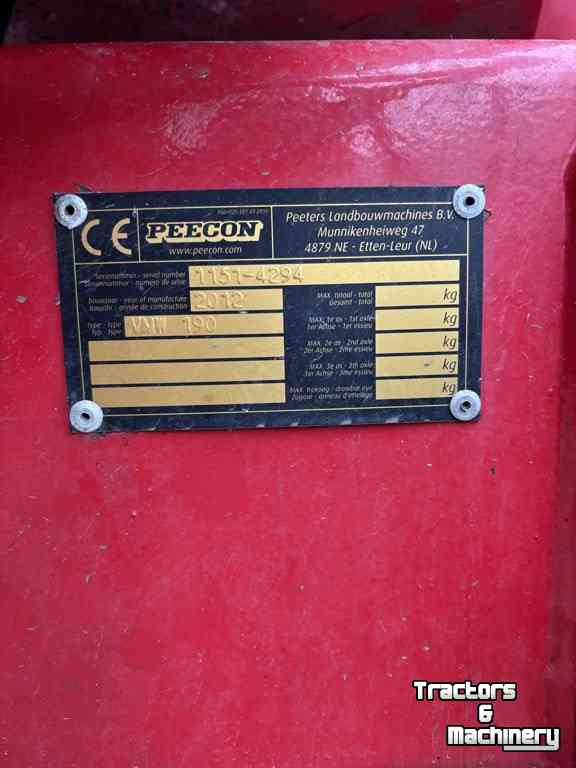 CE PEECON
www.peecon.com
Peeters Landbouwmachines B.V.
Munnikenheiweg 47
4879 NE - Etten-Leur (NL)
serienummer - serial number
seriennummer - numéro de série
1151-4294
bouwjaar - year of manufacture
baujahr - année de construction
2012
type - type
typ - type
VMW 190
MAX. totaal - total
Gesamt - total
kg
MAX. 1e as - 1st axle
1er Achse - 1er essieu
kg
MAX. 2e as - 2nd axle
2er Achse - 2me essieu
kg
MAX. 3e as - 2th axle
3er Achse - 3me essieu
kg
MAX. trekoog - drawbar eye
Zugöse - anneau d'attelage
kg
Tractors
& Machinery